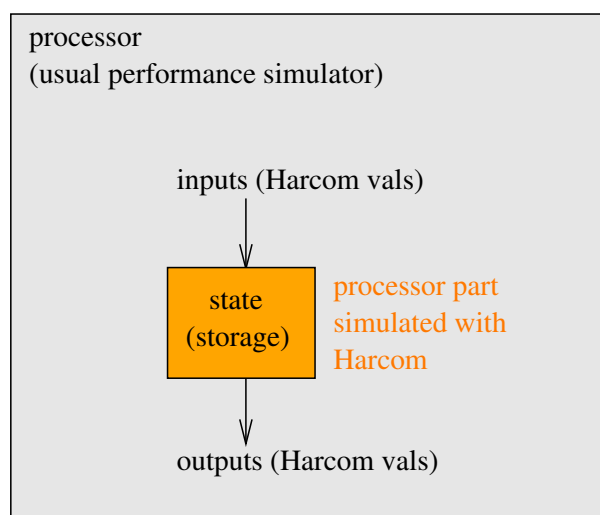 processor
(usual performance simulator)
inputs (Harcom vals)
state
(storage)
processor part
simulated with
Harcom
outputs (Harcom vals)